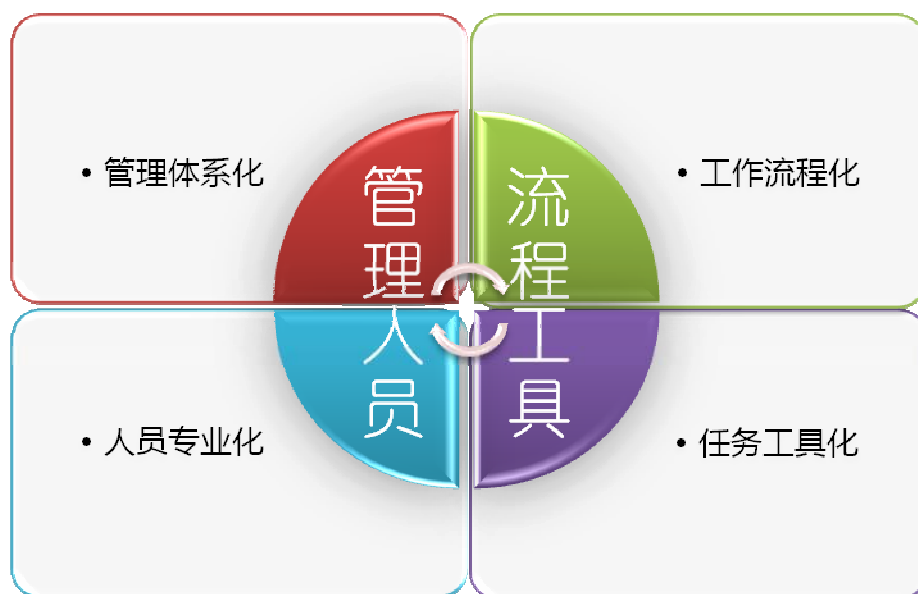 管理体系化
管理
流程
工作流程化
人员专业化
人员
工具
任务工具化